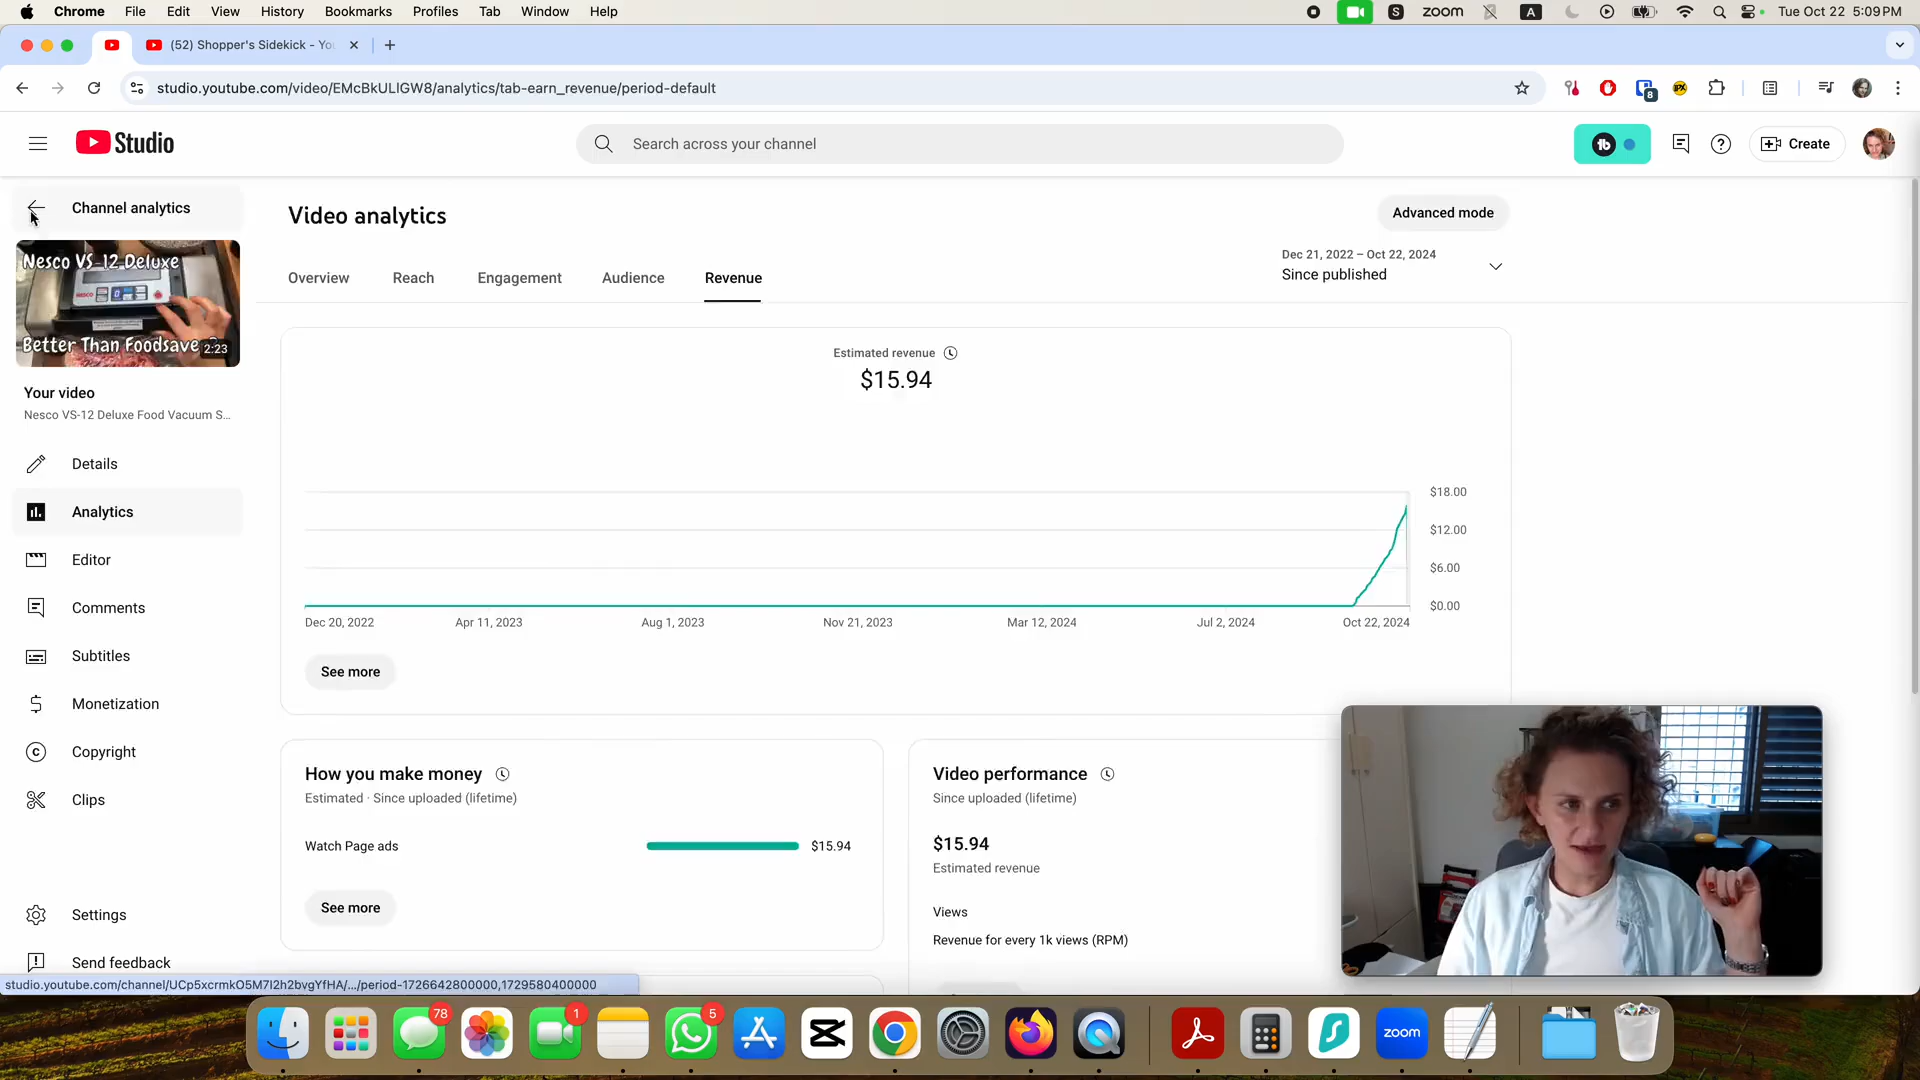 Chrome File Edit View History Bookmarks Profiles Tab Window Help
S zoom A Tue Oct 22 5:09 PM
(52) Shopper's Sidekick - Yo
studio.youtube.com/video/EMcBkULlGW8/analytics/tab-earn_revenue/period-default
8
Studio
Search across your channel
Create
Channel analytics
Nesco VS-12 Deluxe
Better Than Foodsave
2:23
Your video
Nesco VS-12 Deluxe Food Vacuum S...
Details
Analytics
Editor
Comments
Subtitles
Monetization
Copyright
Clips
Settings
Send feedback
Video analytics
Advanced mode
Overview Reach Engagement Audience Revenue
Dec 21, 2022 – Oct 22, 2024
Since published
Estimated revenue
$15.94
$18.00
$12.00
$6.00
$0.00
Dec 20, 2022 Apr 11, 2023 Aug 1, 2023 Nov 21, 2023 Mar 12, 2024 Jul 2, 2024 Oct 22, 2024
See more
How you make money
Estimated · Since uploaded (lifetime)
Watch Page ads $15.94
See more
Video performance
Since uploaded (lifetime)
$15.94
Estimated revenue
Views
Revenue for every 1k views (RPM)
studio.youtube.com/channel/UCp5xcrmkO5M7I2h2bvgYfHA/.../period-1726642800000,1729580400000
78 1 5
zoom